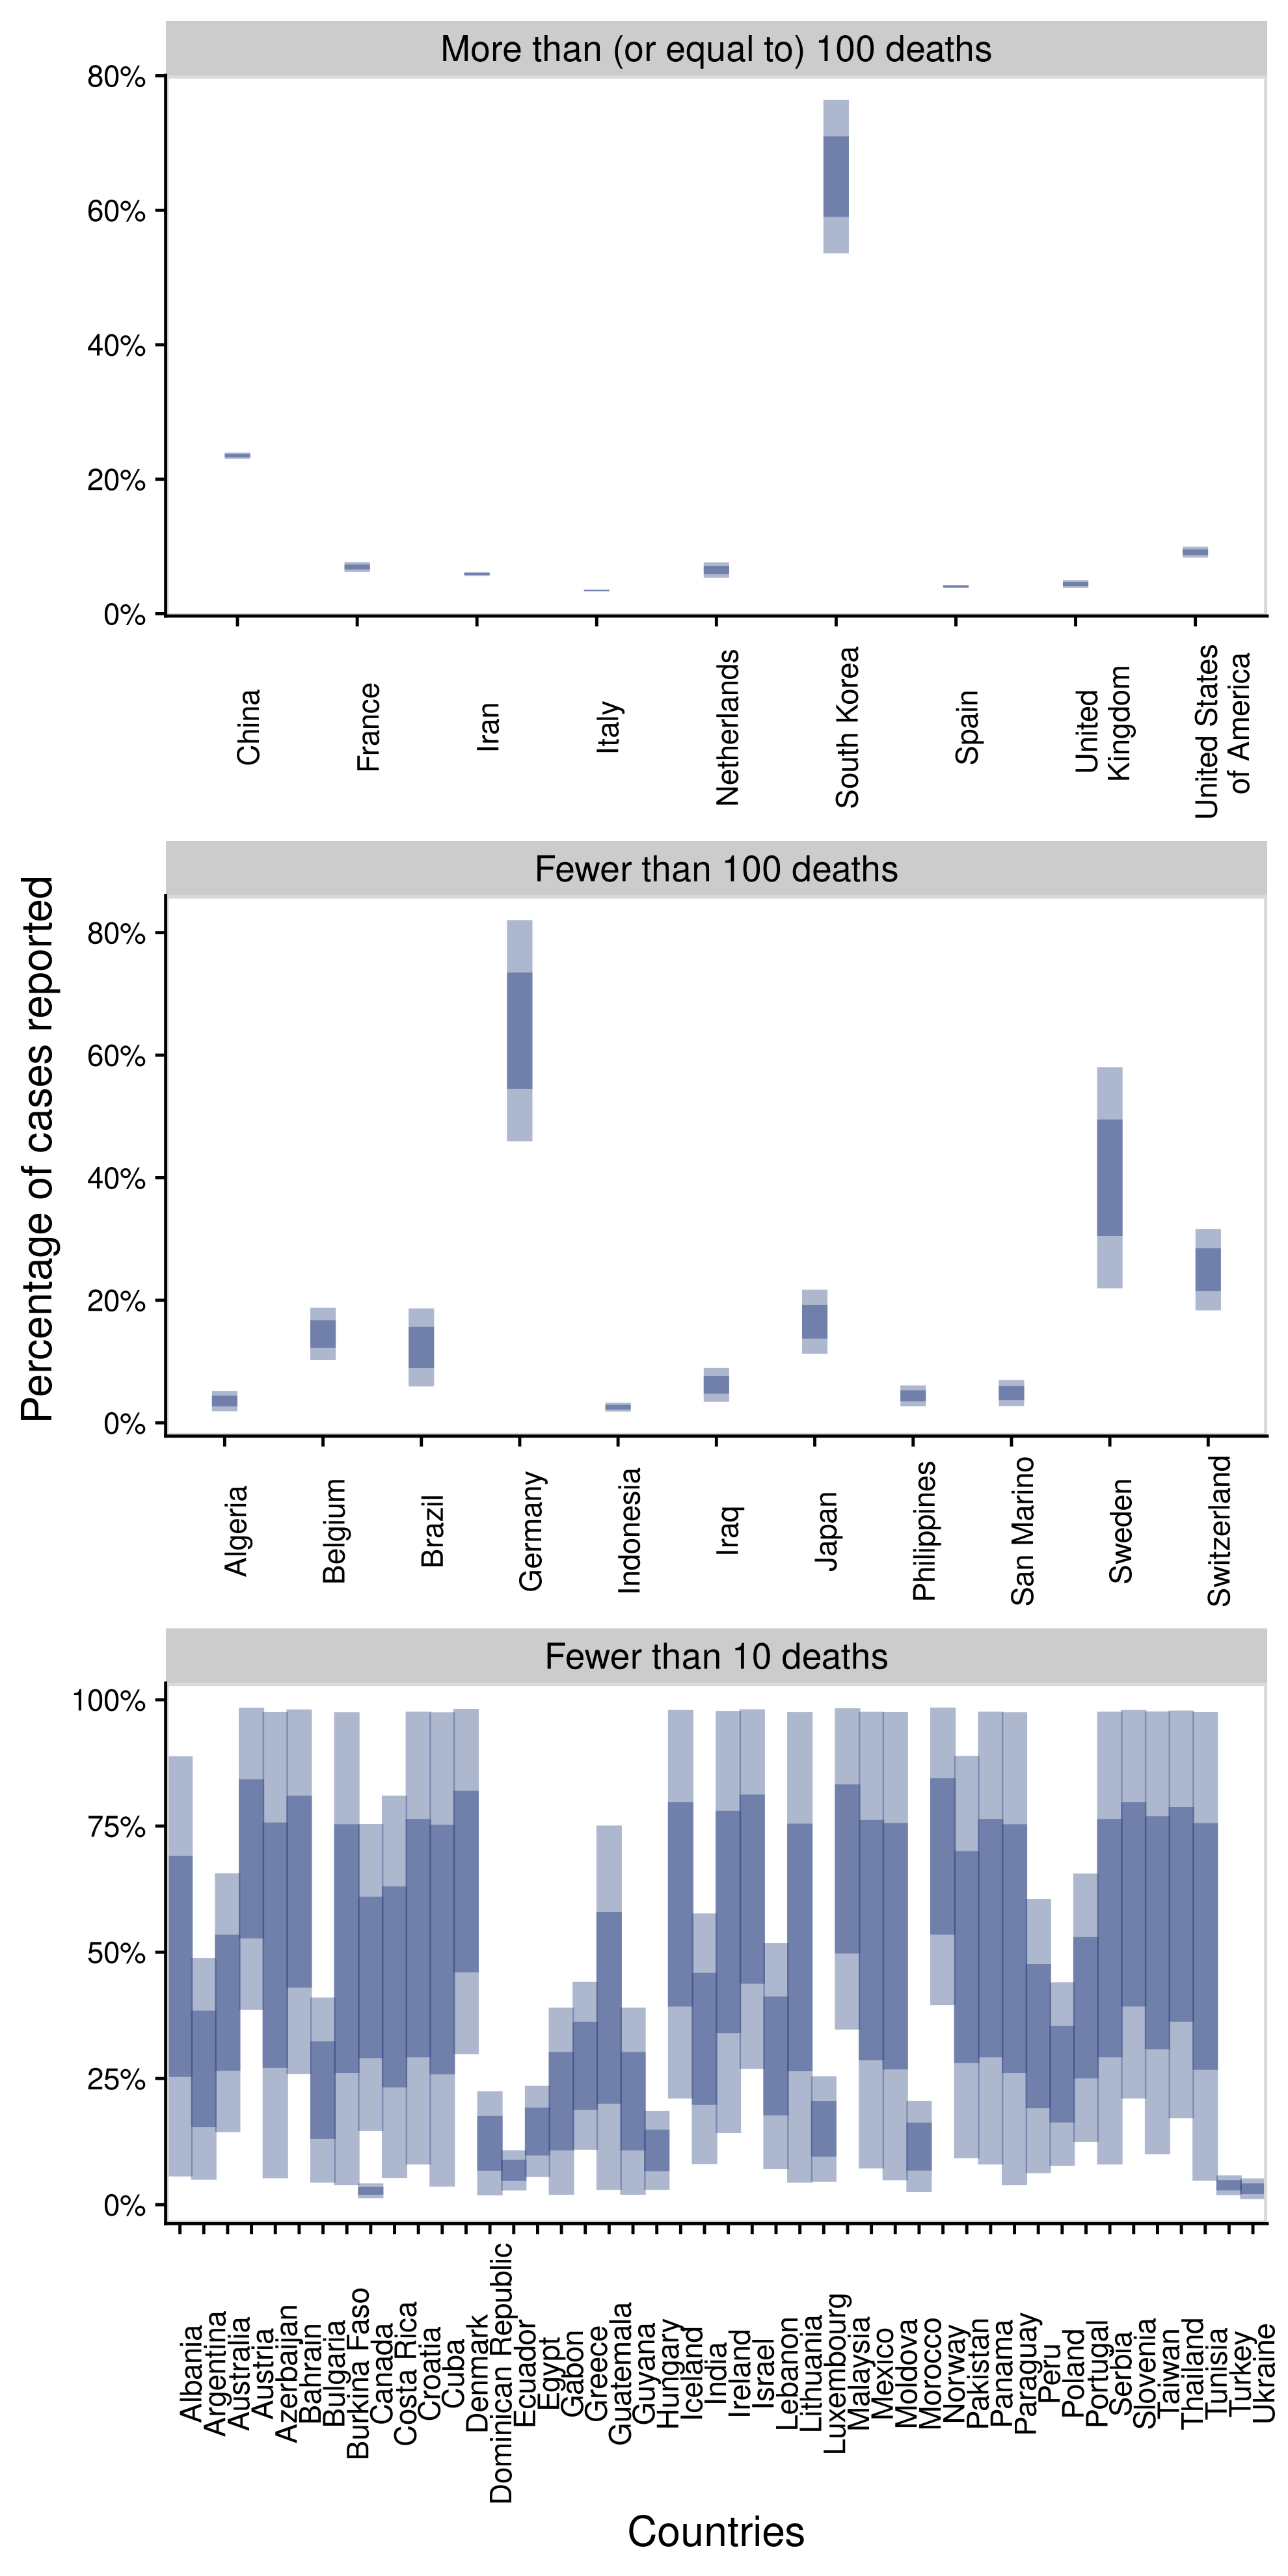 More than (or equal to) 100 deaths
80%
60%
40%
20%
0%
China
France
Iran
Italy
Netherlands
South Korea
Spain
United
Kingdom
United States
of America
Percentage of cases reported
Fewer than 100 deaths
80%
60%
40%
20%
0%
Algeria
Belgium
Brazil
Germany
Indonesia
Iraq
Japan
Philippines
San Marino
Sweden
Switzerland
Fewer than 10 deaths
100%
75%
50%
25%
0%
Albania
Argentina
Australia
Austria
Azerbaijan
Bahrain
Bulgaria
Burkina Faso
Canada
Costa Rica
Croatia
Cuba
Denmark
Dominican Republic
Ecuador
Egypt
Gabon
Greece
Guatemala
Guyana
Hungary
Iceland
India
Ireland
Israel
Lebanon
Lithuania
Luxembourg
Malaysia
Mexico
Moldova
Morocco
Norway
Pakistan
Panama
Paraguay
Peru
Poland
Portugal
Serbia
Slovenia
Taiwan
Thailand
Tunisia
Turkey
Ukraine
Countries